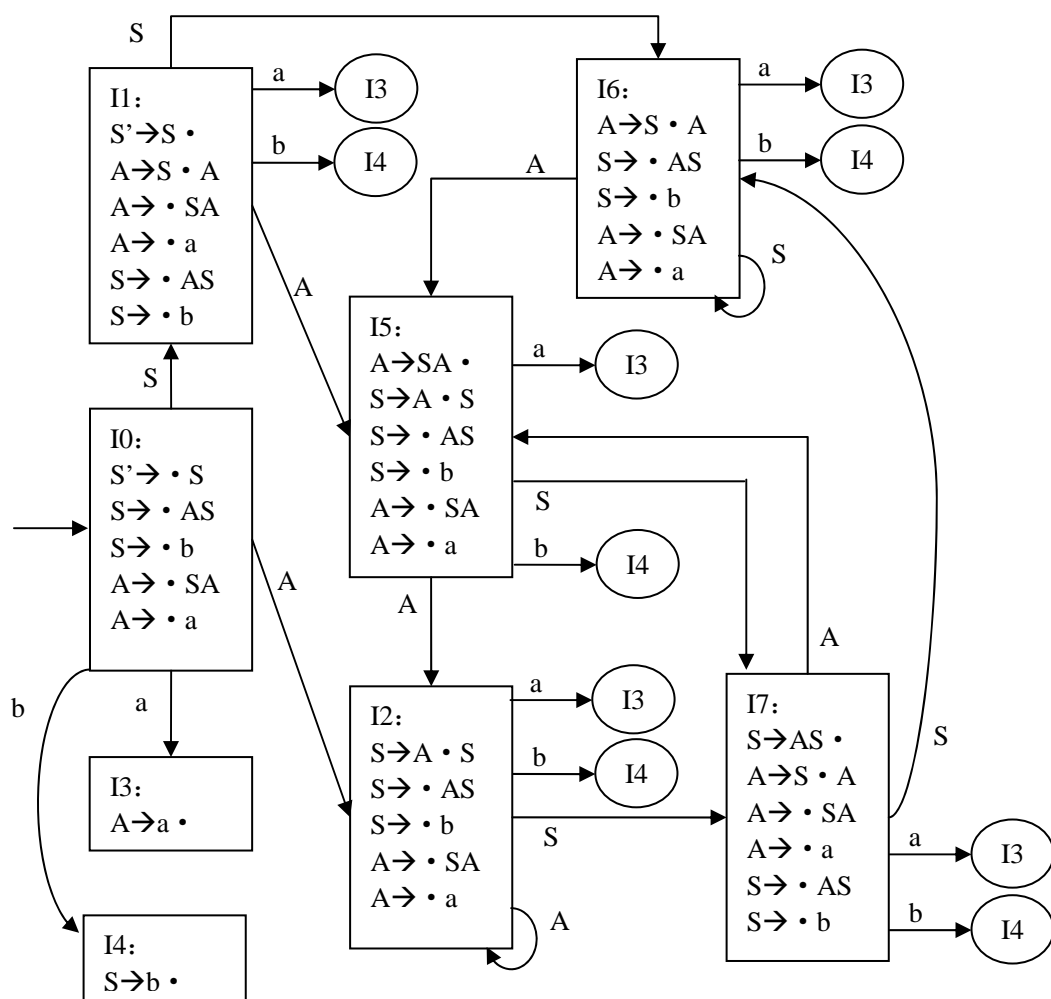 S
I1:
S'→S·
A→S·A
A→·SA
A→·a
S→·AS
S→·b
a
I3
b
I4
A
S
I6:
A→S·A
S→·AS
S→·b
A→·SA
A→·a
a
I3
b
I4
A
S
I0:
S'→·S
S→·AS
S→·b
A→·SA
A→·a
A
b
a
I5:
A→SA·
S→A·S
S→·AS
S→·b
A→·SA
A→·a
a
I3
S
b
I4
A
A
S
I3:
A→a·
I4:
S→b·
I2:
S→A·S
S→·AS
S→·b
A→·SA
A→·a
a
I3
b
I4
S
A
I7:
S→AS·
A→S·A
A→·SA
A→·a
S→·AS
S→·b
a
I3
b
I4